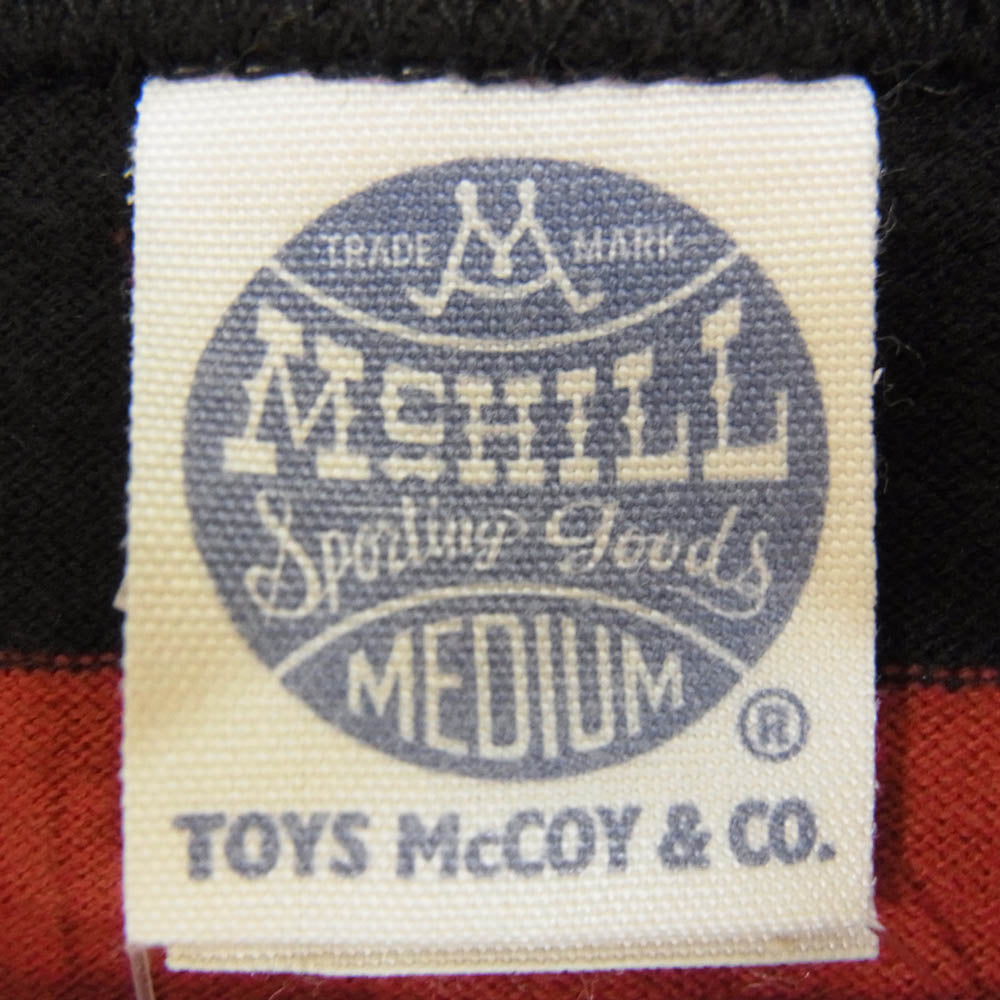 TRADE MARK
McHILL
Sporting Goods
MEDIUM
®
TOYS McCOY & CO.